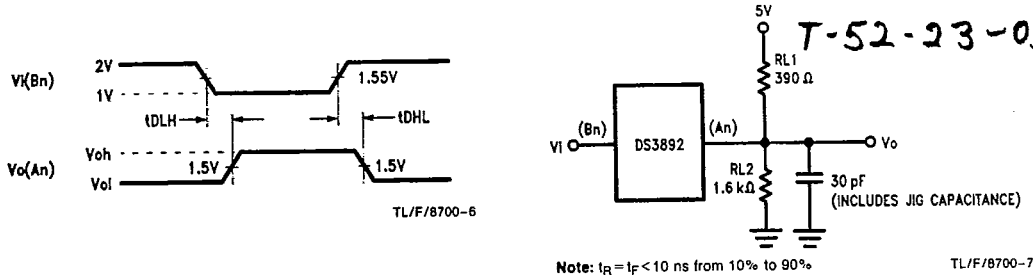 Vi(Bn)
2V
1V
1.55V
tDLH
tDHL
Vo(An)
Voh
Vol
1.5V
1.5V
TL/F/8700-6
5V
T-52-23-0
RL1
390 Ω
Vi
(Bn)
DS3892
(An)
Vo
RL2
1.6 kΩ
30 pF
(INCLUDES JIG CAPACITANCE)
Note: tR = tF < 10 ns from 10% to 90%
TL/F/8700-7